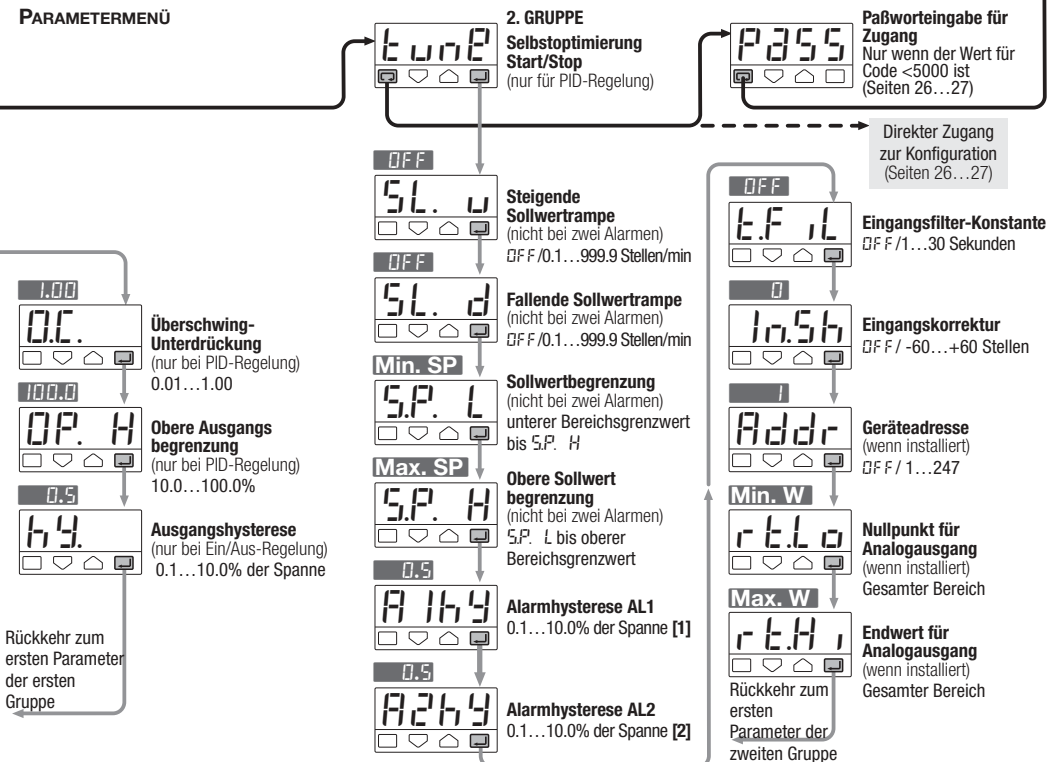 PARAMETERMENÜ
2. GRUPPE
tunE
Selbstoptimierung
Start/Stop
(nur für PID-Regelung)
PaSS
Paßworteingabe für
Zugang
Nur wenn der Wert für
Code <5000 ist
(Seiten 26…27)
Direkter Zugang
zur Konfiguration
(Seiten 26…27)
1.00
O.C.
Überschwing-
Unterdrückung
(nur bei PID-Regelung)
0.01…1.00
100.0
OP. H
Obere Ausgangs
begrenzung
(nur bei PID-Regelung)
10.0…100.0%
0.5
hy.
Ausgangshysterese
(nur bei Ein/Aus-Regelung)
0.1…10.0% der Spanne
Rückkehr zum
ersten Parameter
der ersten
Gruppe
OFF
SL. u
Steigende
Sollwertrampe
(nicht bei zwei Alarmen)
OFF/0.1…999.9 Stellen/min
OFF
SL. d
Fallende Sollwertrampe
(nicht bei zwei Alarmen)
OFF/0.1…999.9 Stellen/min
Min. SP
S.P. L
Sollwertbegrenzung
(nicht bei zwei Alarmen)
unterer Bereichsgrenzwert
bis S.P. H
Max. SP
S.P. H
Obere Sollwert
begrenzung
(nicht bei zwei Alarmen)
S.P. L bis oberer
Bereichsgrenzwert
0.5
A1hy
Alarmhysterese AL1
0.1…10.0% der Spanne [1]
0.5
A2hy
Alarmhysterese AL2
0.1…10.0% der Spanne [2]
OFF
t.FiL
Eingangsfilter-Konstante
OFF/1…30 Sekunden
0
In.Sh
Eingangskorrektur
OFF/ -60…+60 Stellen
1
Addr
Geräteadresse
(wenn installiert)
OFF/ 1…247
Min. W
rt.Lo
Nullpunkt für
Analogausgang
(wenn installiert)
Gesamter Bereich
Max. W
rt.Hi
Endwert für
Analogausgang
(wenn installiert)
Gesamter Bereich
Rückkehr zum
ersten
Parameter der
zweiten Gruppe